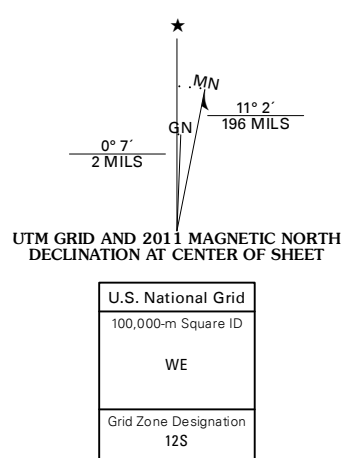 ★
MN
11° 2´
196 MILS
GN
0° 7´
2 MILS
UTM GRID AND 2011 MAGNETIC NORTH
DECLINATION AT CENTER OF SHEET
U.S. National Grid
100,000-m Square ID
WE
Grid Zone Designation
12S